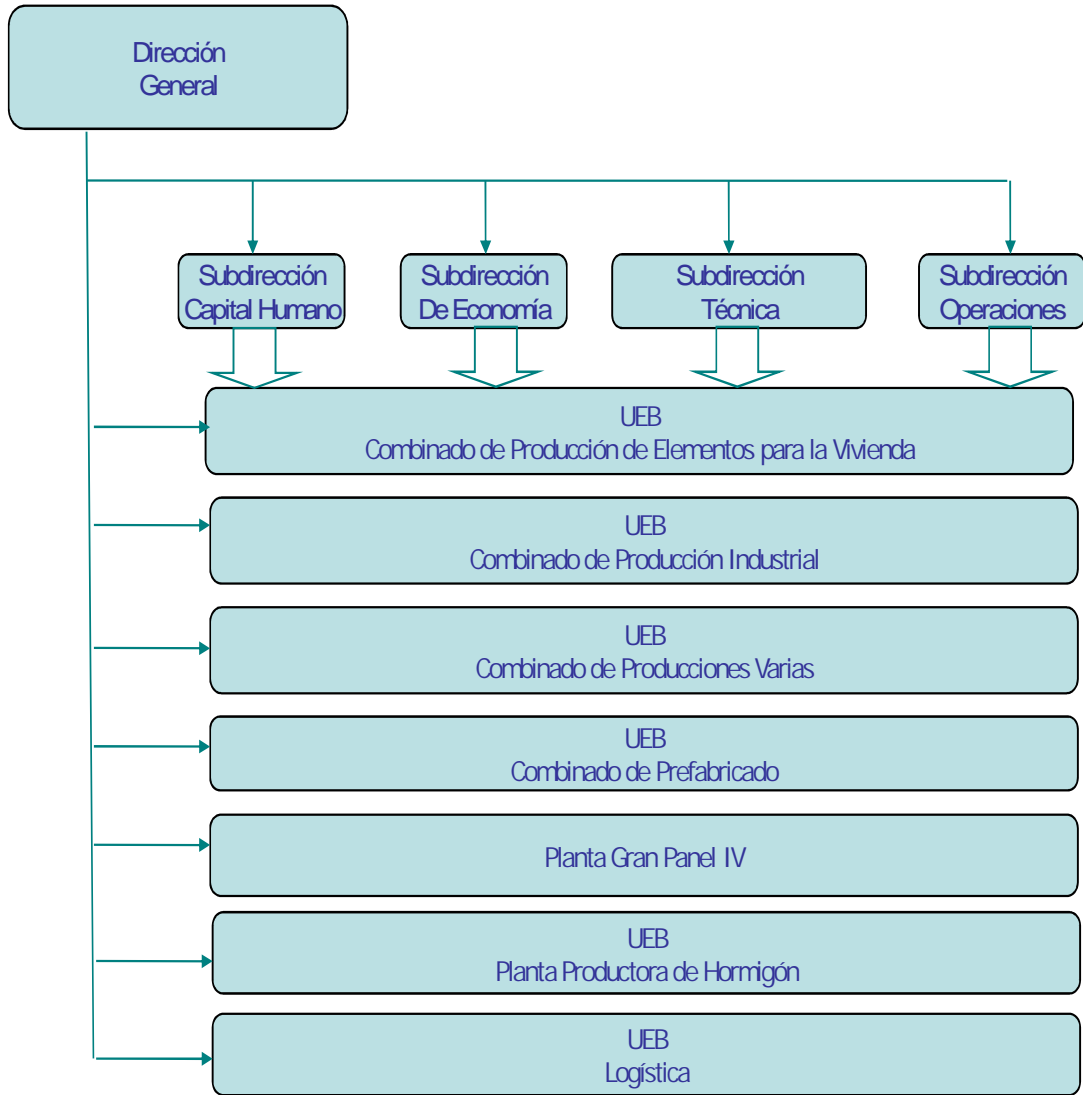 Dirección
General
Subdirección
Capital Humano
Subdirección
De Economía
Subdirección
Técnica
Subdirección
Operaciones
UEB
Combinado de Producción de Elementos para la Vivienda
UEB
Combinado de Producción Industrial
UEB
Combinado de Producciones Varias
UEB
Combinado de Prefabricado
Planta Gran Panel IV
UEB
Planta Productora de Hormigón
UEB
Logística